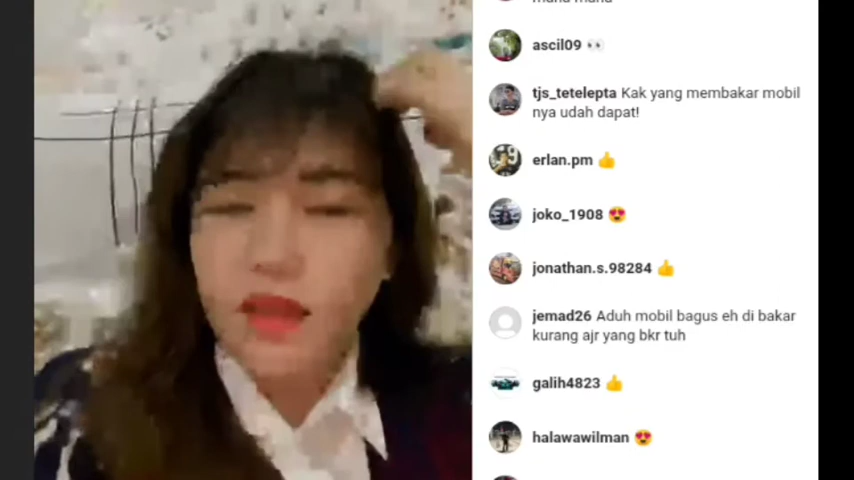 ascil09 👀
tjs_tetelepta Kak yang membakar mobil
nya udah dapat!
erlan.pm 👍
joko_1908 😍
jonathan.s.98284 👍
jemad26 Aduh mobil bagus eh di bakar
kurang ajr yang bkr tuh
galih4823 👍
halawawilman 😍